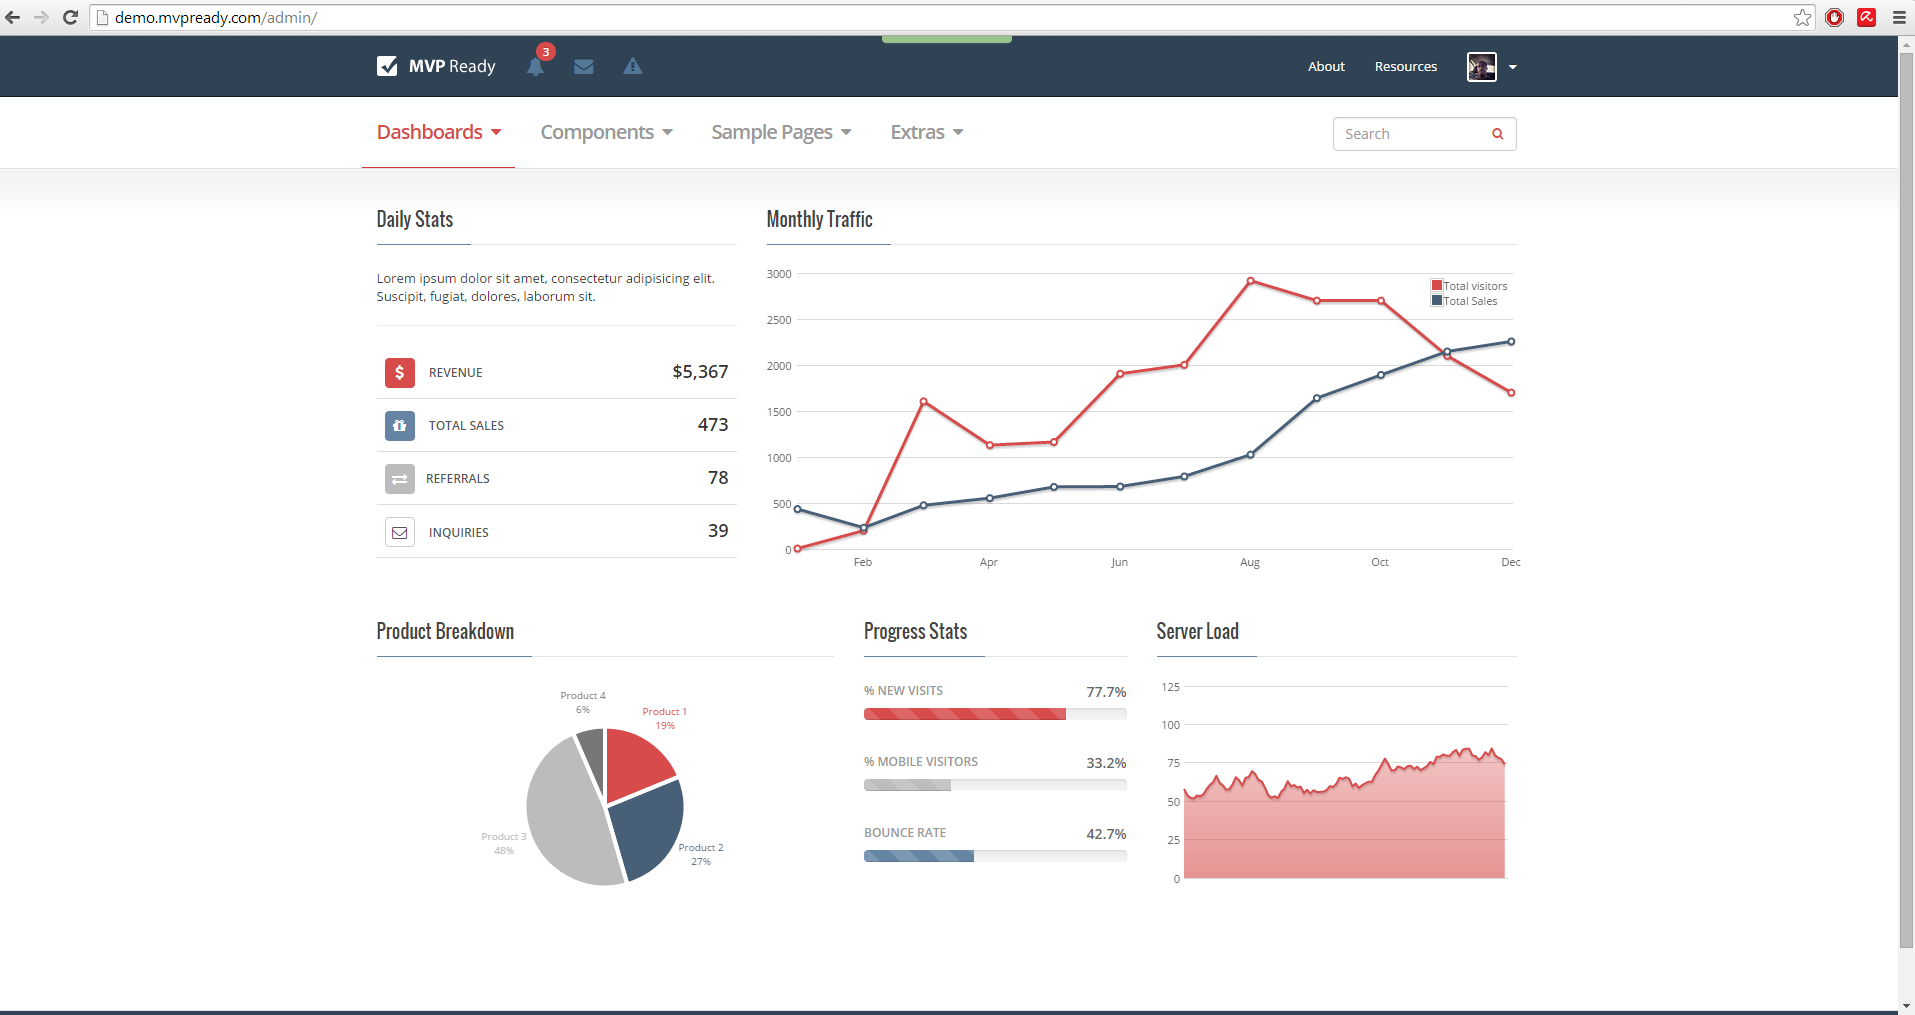 demo.mvpready.com/admin/
MVP Ready
3
About
Resources
Dashboards
Components
Sample Pages
Extras
Search
Daily Stats
Lorem ipsum dolor sit amet, consectetur adipisicing elit.
Suscipit, fugiat, dolores, laborum sit.
REVENUE $5,367
TOTAL SALES 473
REFERRALS 78
INQUIRIES 39
Monthly Traffic
3000
2500
2000
1500
1000
500
0
Total visitors
Total Sales
Feb Apr Jun Aug Oct Dec
Product Breakdown
Product 4
6%
Product 1
19%
Product 3
48%
Product 2
27%
Progress Stats
% NEW VISITS 77.7%
% MOBILE VISITORS 33.2%
BOUNCE RATE 42.7%
Server Load
125
100
75
50
25
0